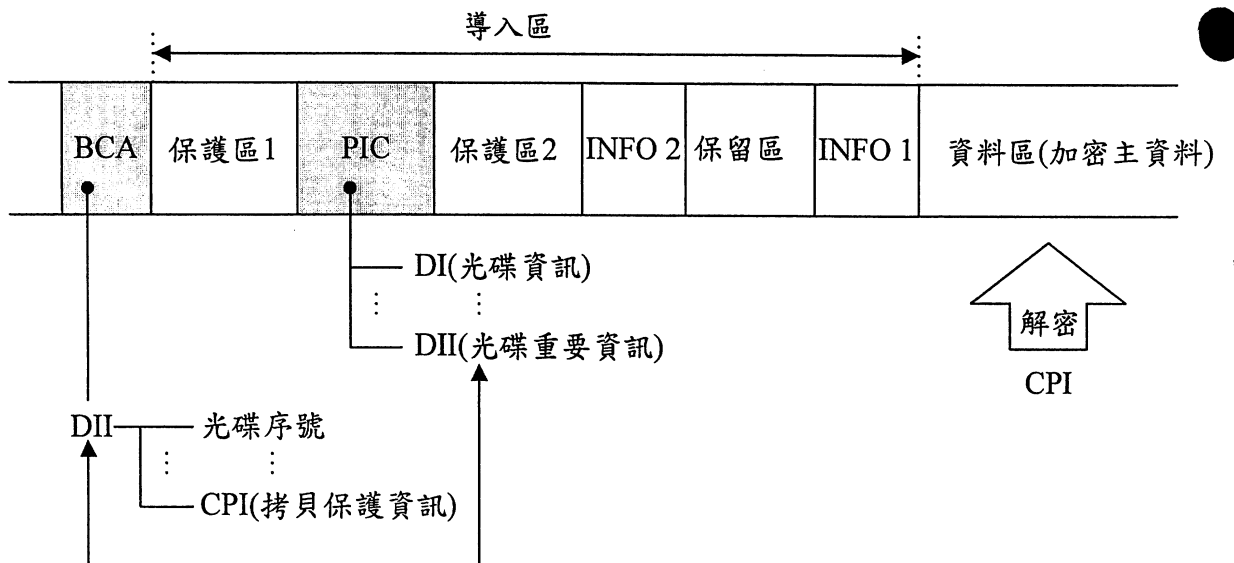 導入區
BCA 保護區1 PIC 保護區2 INFO 2 保留區 INFO 1 資料區(加密主資料)
DI(光碟資訊)
DII(光碟重要資訊)
解密
CPI
DII 光碟序號
CPI(拷貝保護資訊)